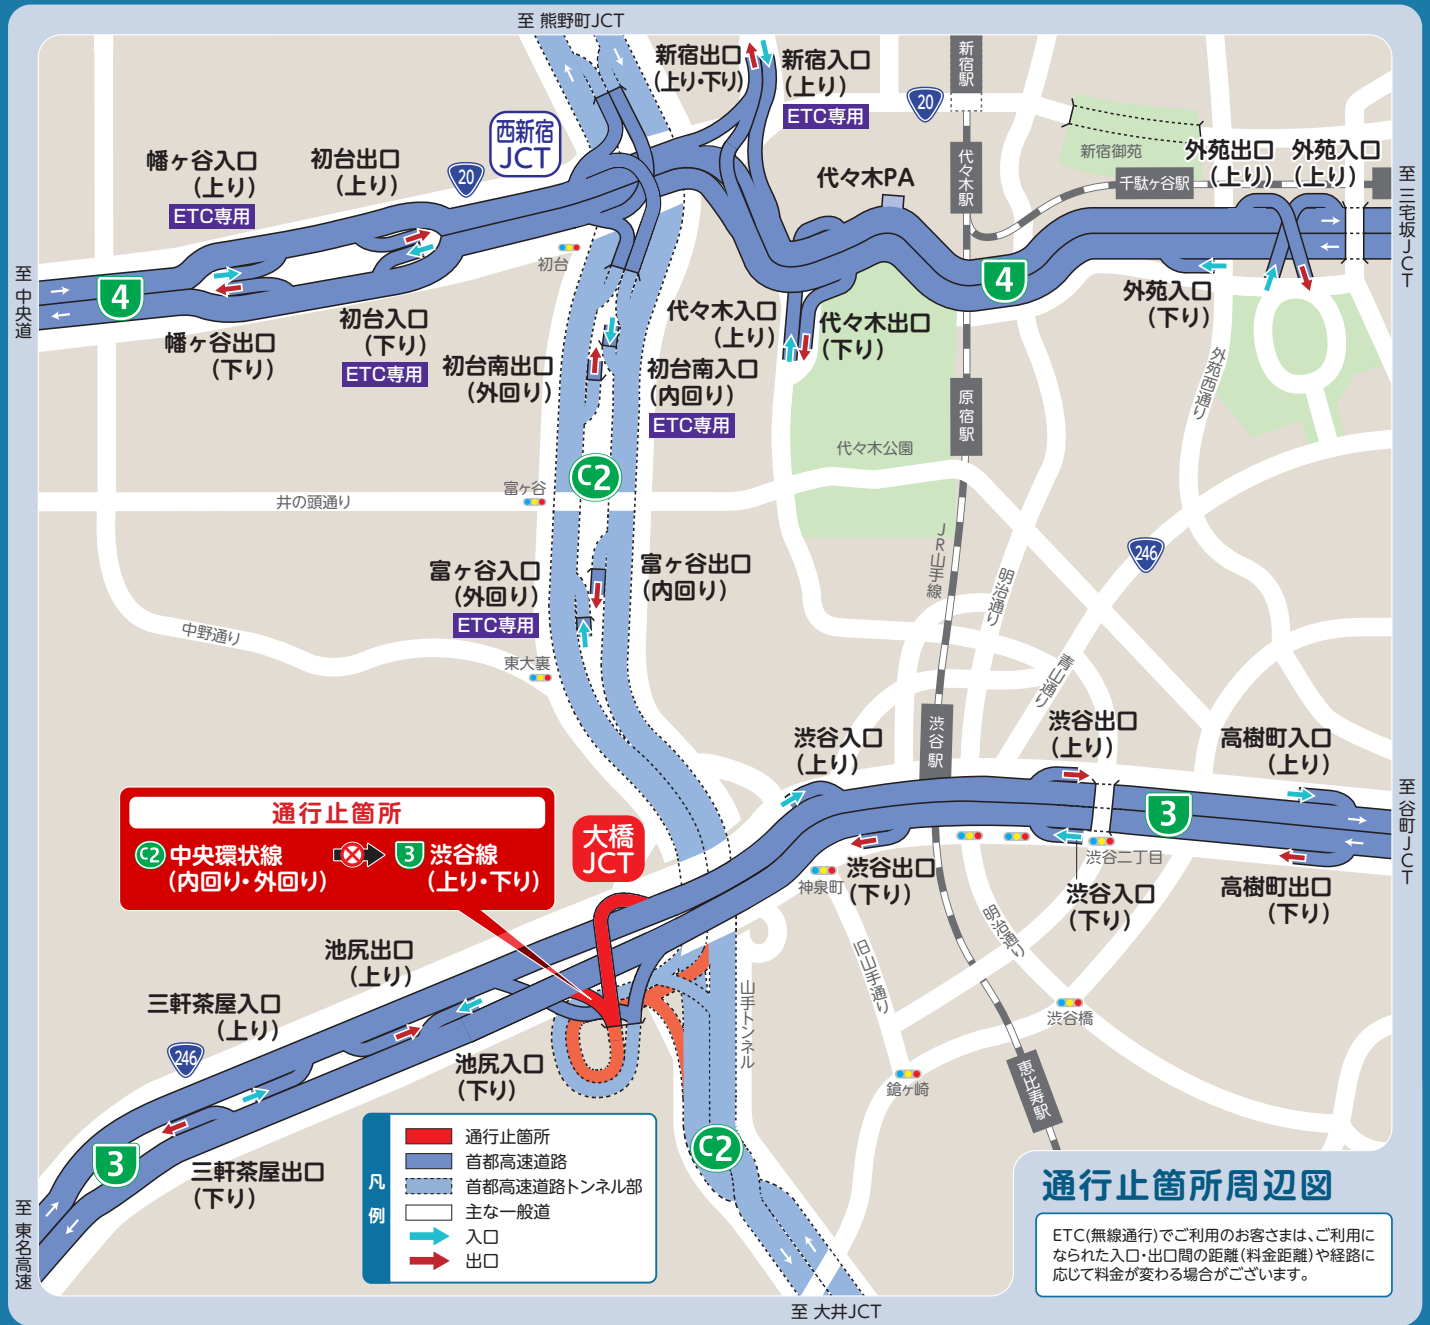 至 熊野町JCT
新宿出口
(上り・下り)
新宿入口
(上り)
ETC専用
新宿駅
20
西新宿
JCT
幡ヶ谷入口
(上り)
ETC専用
初台出口
(上り)
20
代々木PA
代々木駅
新宿御苑
千駄ヶ谷駅
外苑出口
(上り)
外苑入口
(上り)
至 三宅坂JCT
至 中央道
4
初台
4
幡ヶ谷出口
(下り)
初台入口
(下り)
ETC専用
初台南出口
(外回り)
初台南入口
(内回り)
ETC専用
代々木入口
(上り)
代々木出口
(下り)
外苑入口
(下り)
外苑西通り
原宿駅
代々木公園
C2
富ヶ谷
井の頭通り
富ヶ谷入口
(外回り)
ETC専用
富ヶ谷出口
(内回り)
JR山手線
明治通り
246
中野通り
東大裏
青山通り
渋谷駅
渋谷入口
(上り)
渋谷出口
(上り)
高樹町入口
(上り)
至 谷町JCT
3
通行止箇所
C2 中央環状線
(内回り・外回り)
3 渋谷線
(上り・下り)
大橋
JCT
神泉町
渋谷出口
(下り)
渋谷二丁目
渋谷入口
(下り)
高樹町出口
(下り)
明治通り
旧山手通り
池尻出口
(上り)
三軒茶屋入口
(上り)
246
山手トンネル
渋谷橋
池尻入口
(下り)
鎗ヶ崎
恵比寿駅
3
三軒茶屋出口
(下り)
至 東名高速
C2
凡例
通行止箇所
首都高速道路
首都高速道路トンネル部
主な一般道
入口
出口
通行止箇所周辺図
ETC(無線通行)でご利用のお客さまは、ご利用に
なられた入口・出口間の距離(料金距離)や経路に
応じて料金が変わる場合がございます。
至 大井JCT